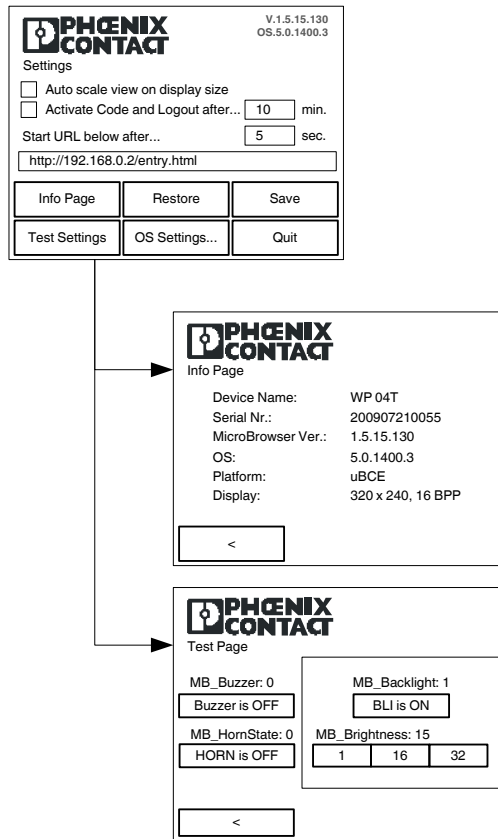 PHŒNIX
CONTACT
V.1.5.15.130
OS.5.0.1400.3
Settings
Auto scale view on display size
Activate Code and Logout after... 10 min.
Start URL below after... 5 sec.
http://192.168.0.2/entry.html
Info Page Restore Save
Test Settings OS Settings... Quit
PHŒNIX
CONTACT
Info Page
Device Name: WP 04T
Serial Nr.: 200907210055
MicroBrowser Ver.: 1.5.15.130
OS: 5.0.1400.3
Platform: uBCE
Display: 320 x 240, 16 BPP
<
PHŒNIX
CONTACT
Test Page
MB_Buzzer: 0 MB_Backlight: 1
Buzzer is OFF BLI is ON
MB_HornState: 0 MB_Brightness: 15
HORN is OFF 1 16 32
<